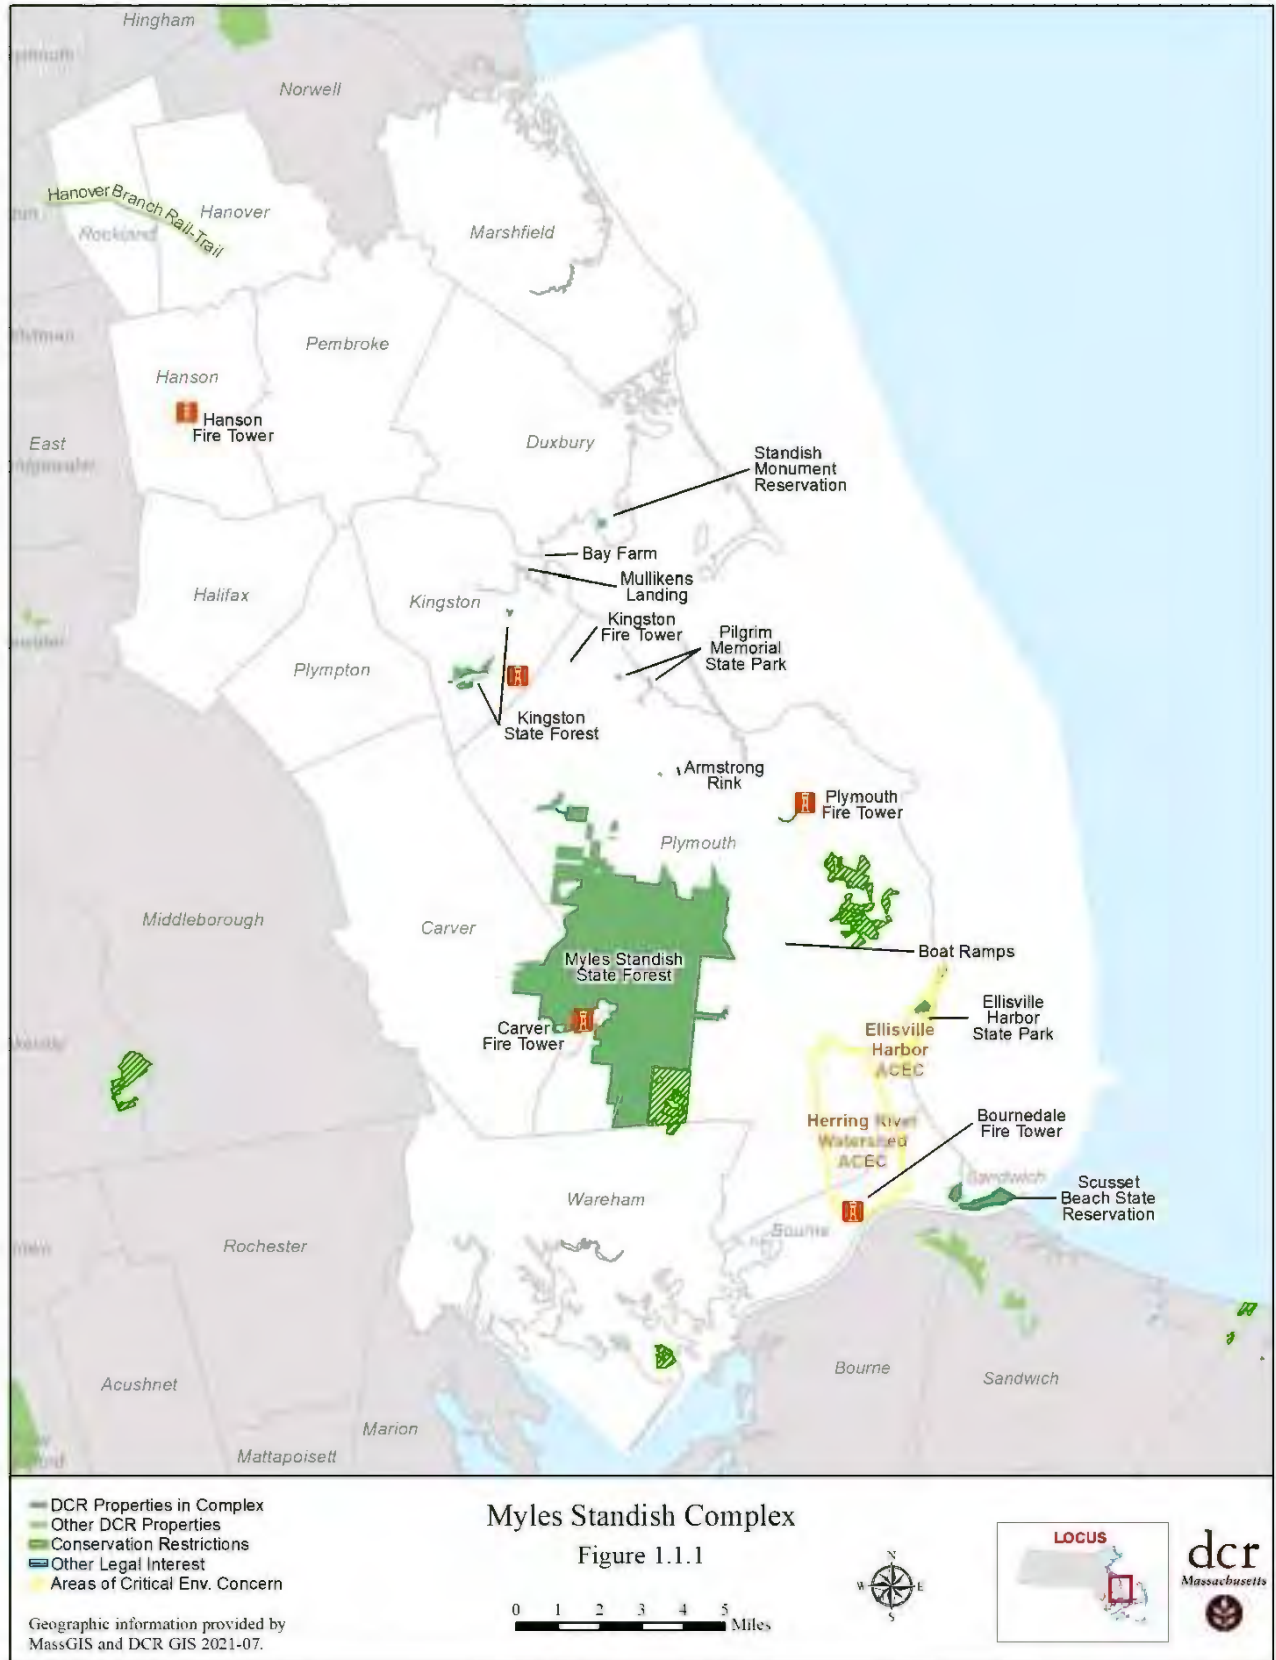 Hingham
Norwell
Hanover Branch Rail-Trail
Hanover
Rockland
Marshfield
Pembroke
Hanson
Hanson
Fire Tower
East
Duxbury
Standish
Monument
Reservation
Bay Farm
Mullikens
Landing
Halifax
Kingston
Kingston
Fire Tower
Pilgrim
Memorial
State Park
Plympton
Kingston
State Forest
Armstrong
Rink
Plymouth
Fire Tower
Plymouth
Middleborough
Carver
Boat Ramps
Myles Standish
State Forest
Ellisville
Harbor
State Park
Carver
Fire Tower
Ellisville
Harbor
ACEC
Herring River
Watershed
ACEC
Bournedale
Fire Tower
Sandwich
Scusset
Beach State
Reservation
Wareham
Bourne
Rochester
Bourne
Sandwich
Acushnet
Marion
Mattapoisett
DCR Properties in Complex
Other DCR Properties
Conservation Restrictions
Other Legal Interest
Areas of Critical Env. Concern
Geographic information provided by
MassGIS and DCR GIS 2021-07.
Myles Standish Complex
Figure 1.1.1
0 1 2 3 4 5
Miles
N
W E
S
LOCUS
dcr
Massachusetts